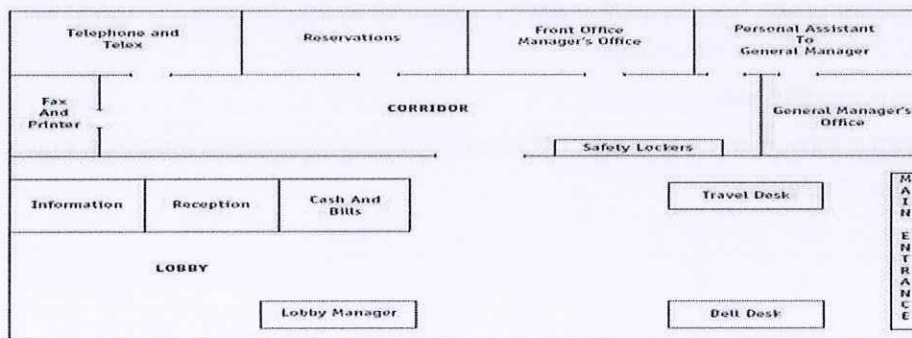 Telephone and
Telex
Reservations
Front Office
Manager's Office
Personal Assistant
To
General Manager
Fax
And
Printer
CORRIDOR
General Manager's
Office
Safety Lockers
Information
Reception
Cash And
Bills
Travel Desk
MAIN ENTRANCE
LOBBY
Lobby Manager
Bell Desk